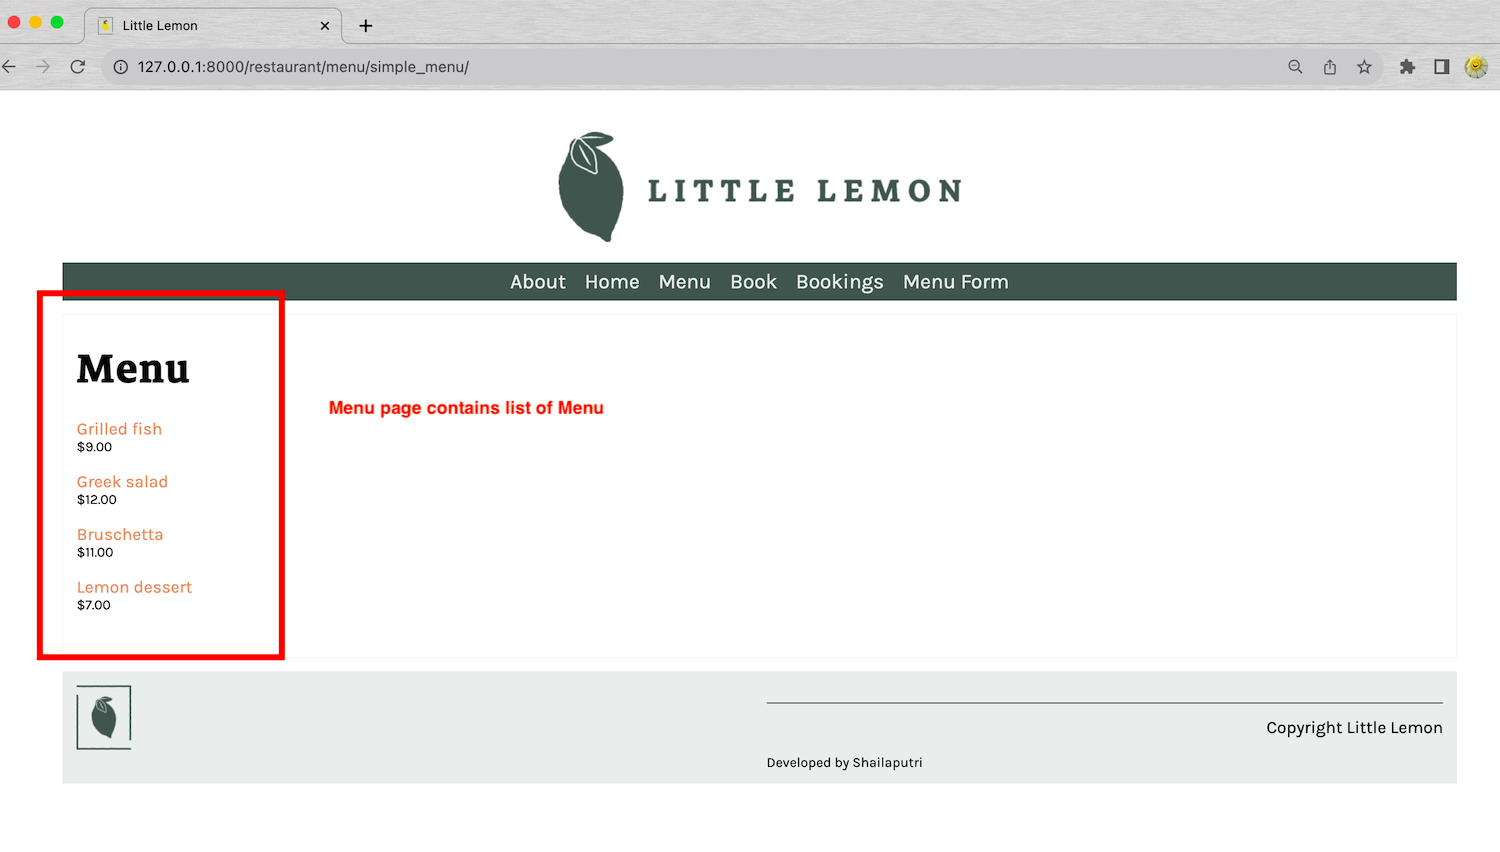 Little Lemon
127.0.0.1:8000/restaurant/menu/simple_menu/
LITTLE LEMON
About Home Menu Book Bookings Menu Form
Menu
Menu page contains list of Menu
Grilled fish
$9.00
Greek salad
$12.00
Bruschetta
$11.00
Lemon dessert
$7.00
Copyright Little Lemon
Developed by Shailaputri